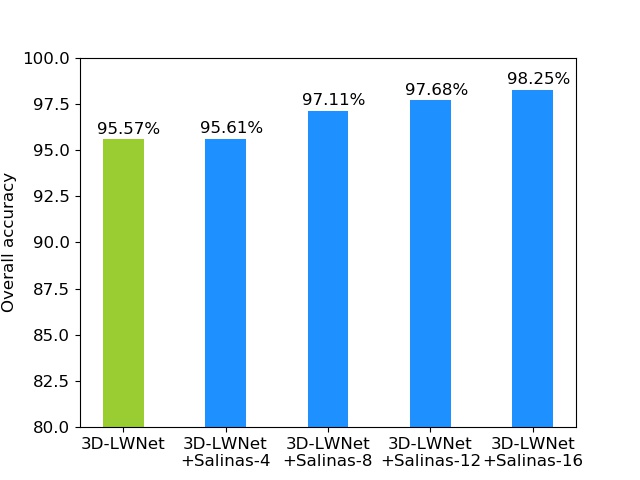 100.0
97.5
95.0
92.5
90.0
87.5
85.0
82.5
80.0
Overall accuracy
95.57%
95.61%
97.11%
97.68%
98.25%
3D-LWNet
3D-LWNet
+Salinas-4
3D-LWNet
+Salinas-8
3D-LWNet
+Salinas-12
3D-LWNet
+Salinas-16